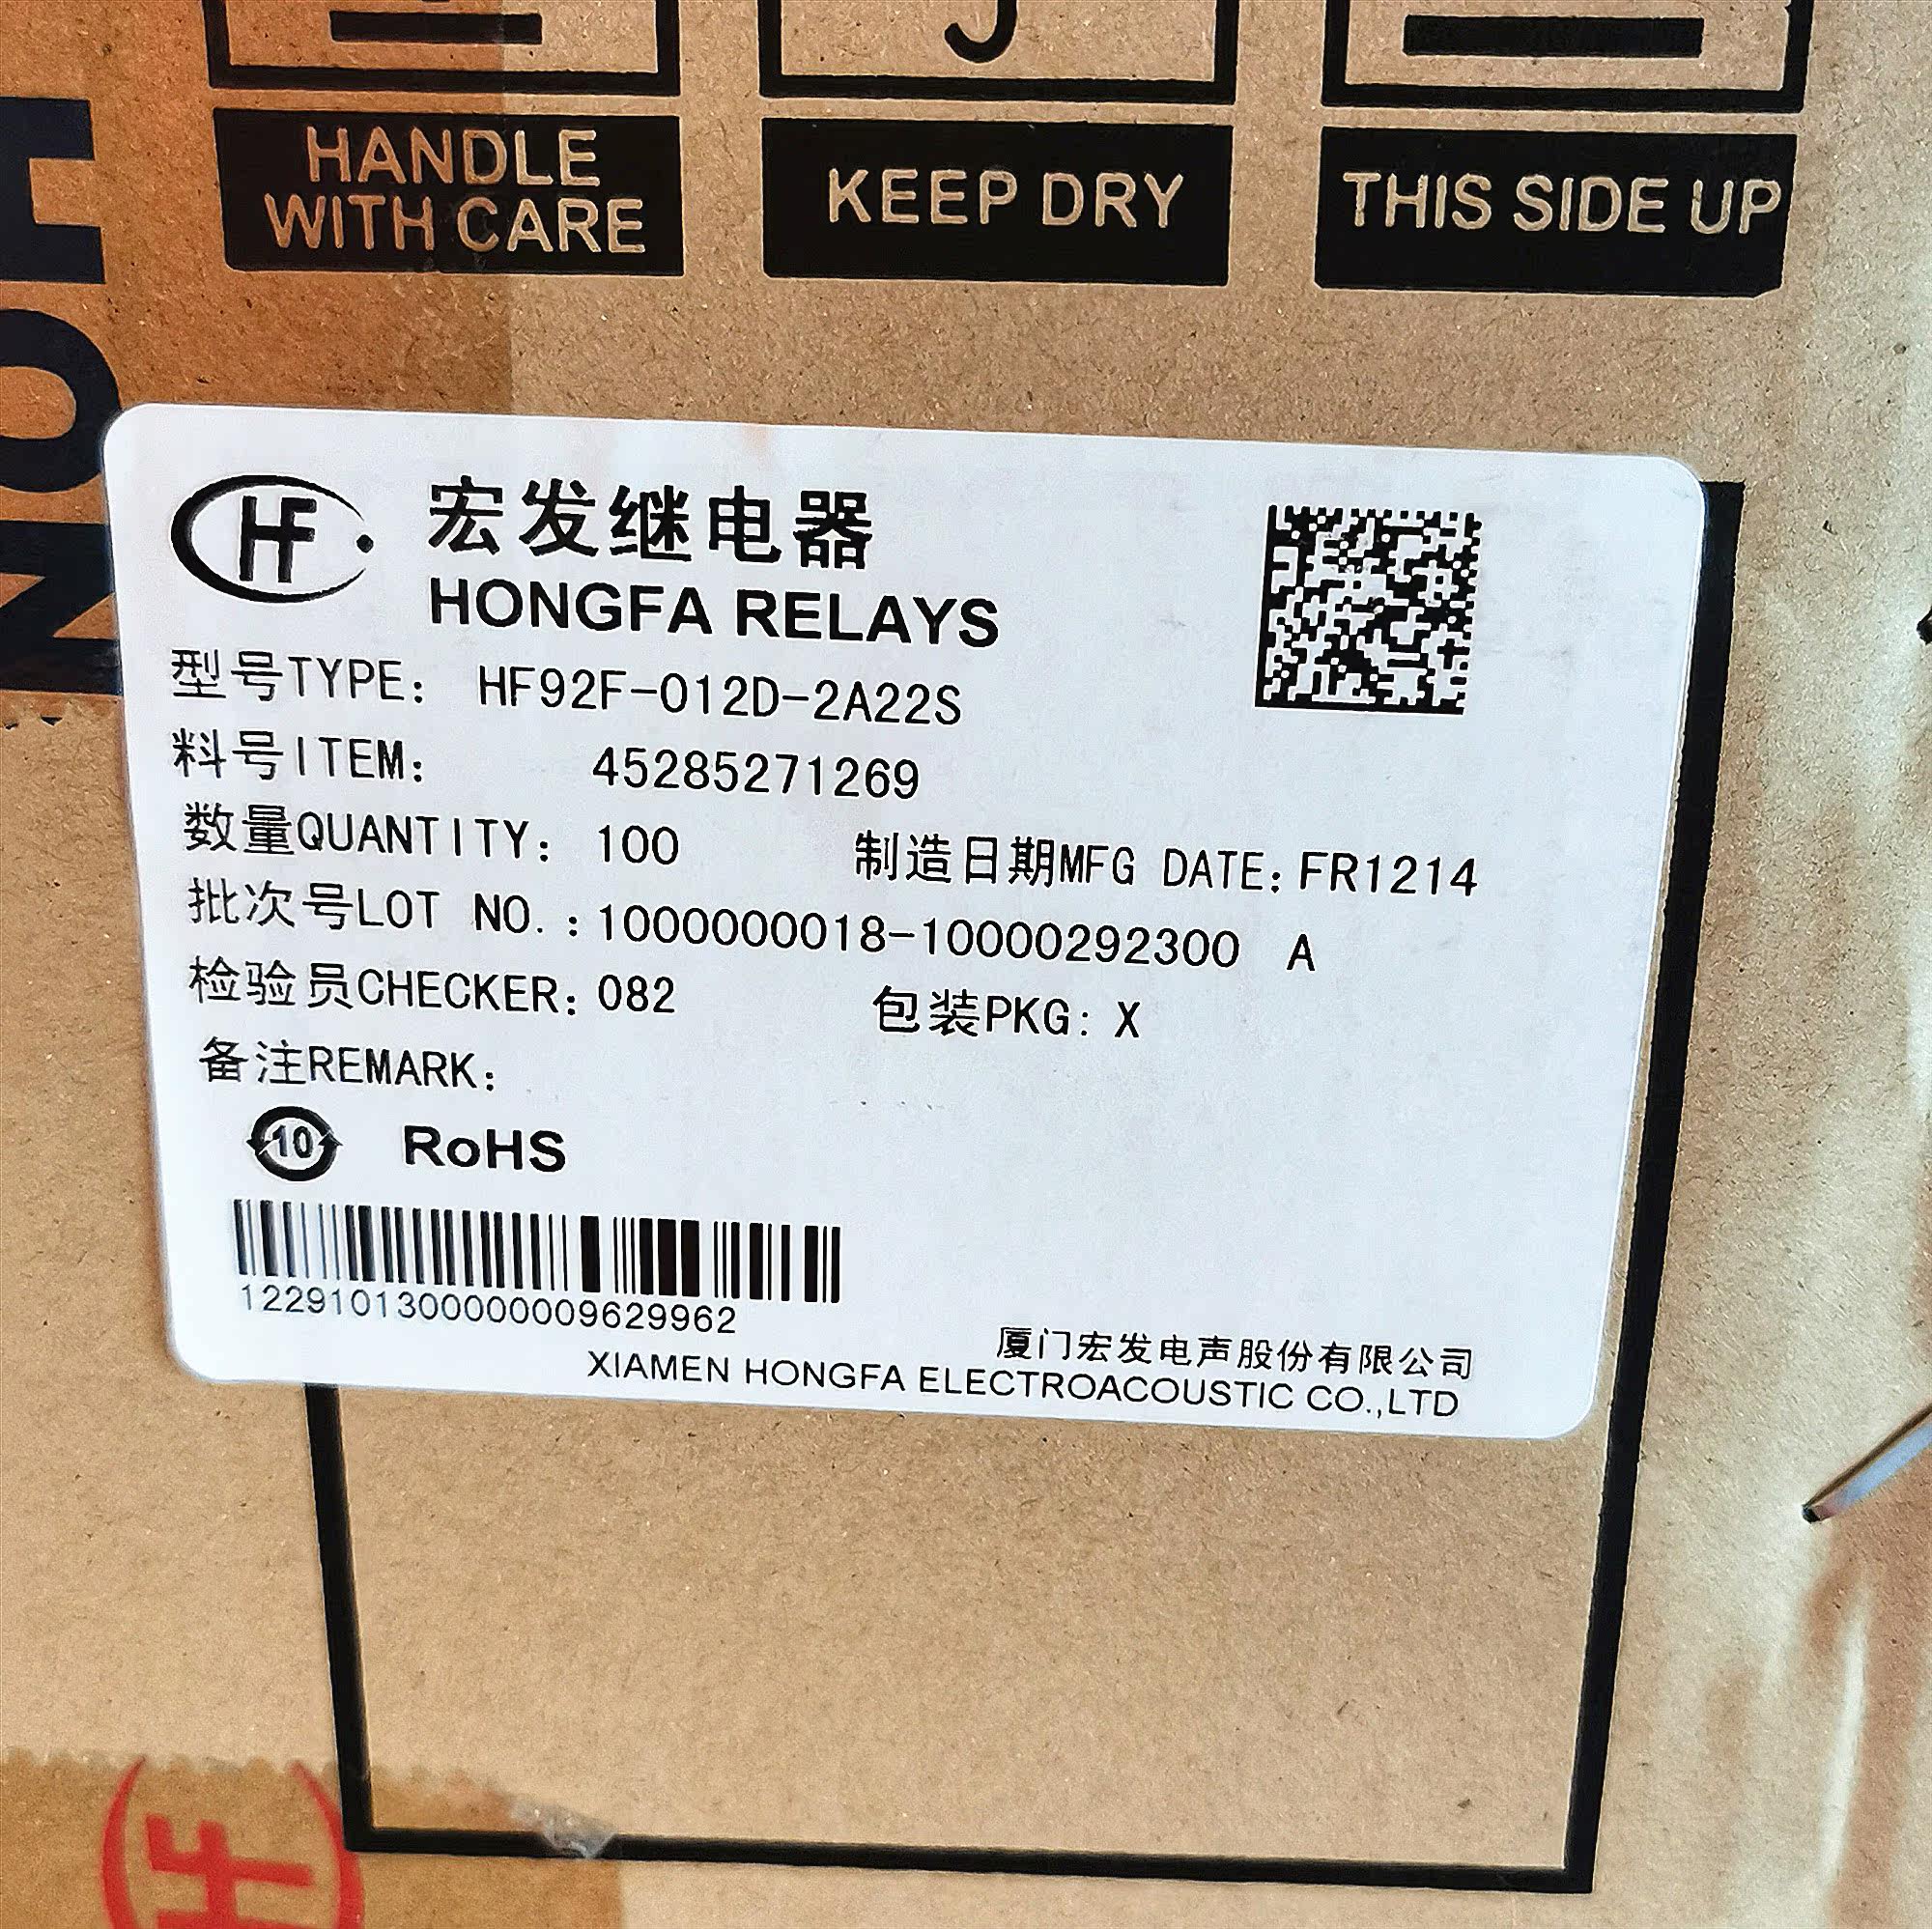 HANDLE
WITH CARE
KEEP DRY
THIS SIDE UP
HF
宏发继电器
HONGFA RELAYS
型号TYPE: HF92F-012D-2A22S
料号ITEM: 45285271269
数量QUANTITY: 100 制造日期MFG DATE: FR1214
批次号LOT NO.: 1000000018-10000292300 A
检验员CHECKER: 082 包装PKG: X
备注REMARK:
10 RoHS
1229101300000009629962
厦门宏发电声股份有限公司
XIAMEN HONGFA ELECTROACOUSTIC CO.,LTD
HF